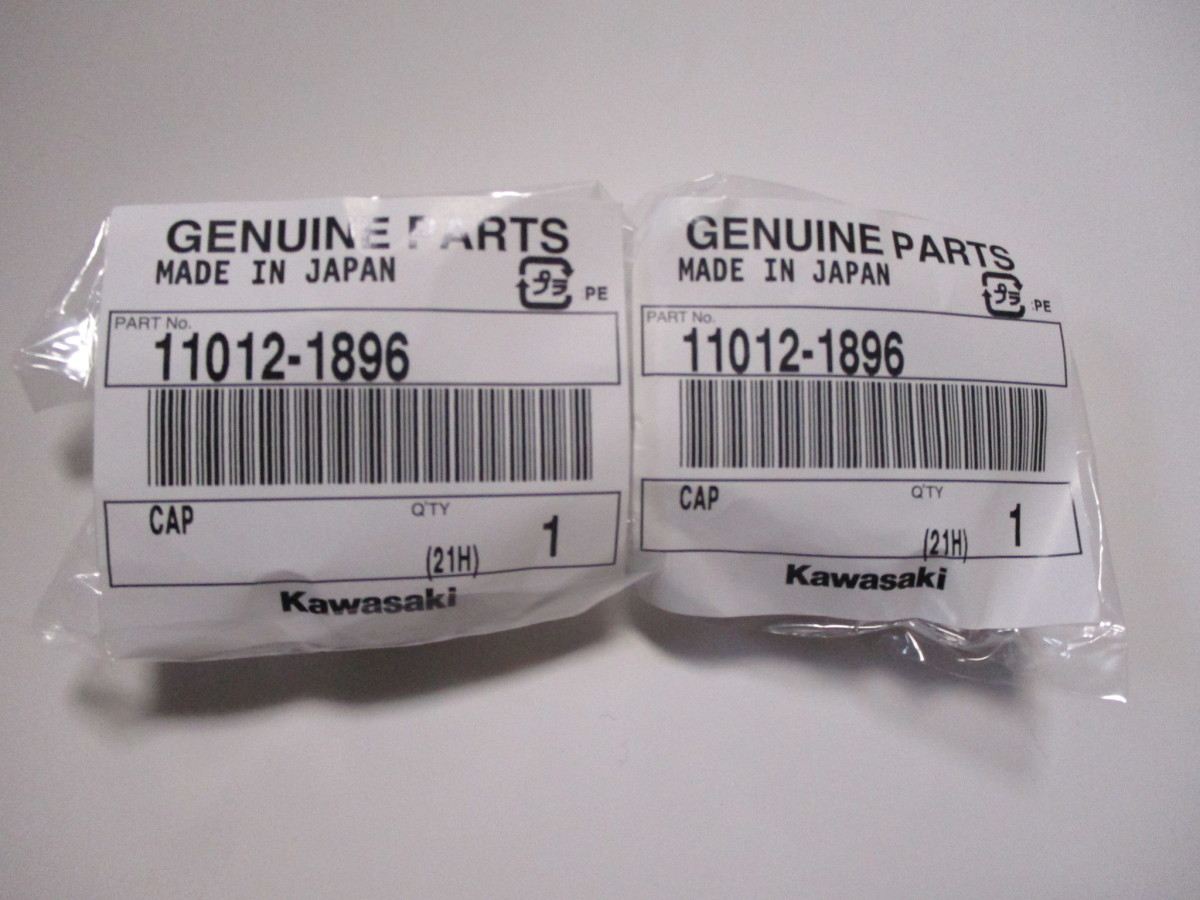 GENUINE PARTS
MADE IN JAPAN
プラ
:PE
PART No.
11012-1896
CAP
Q'TY
(21H)
1
Kawasaki
GENUINE PARTS
MADE IN JAPAN
プラ
:PE
PART No.
11012-1896
CAP
Q'TY
(21H)
1
Kawasaki